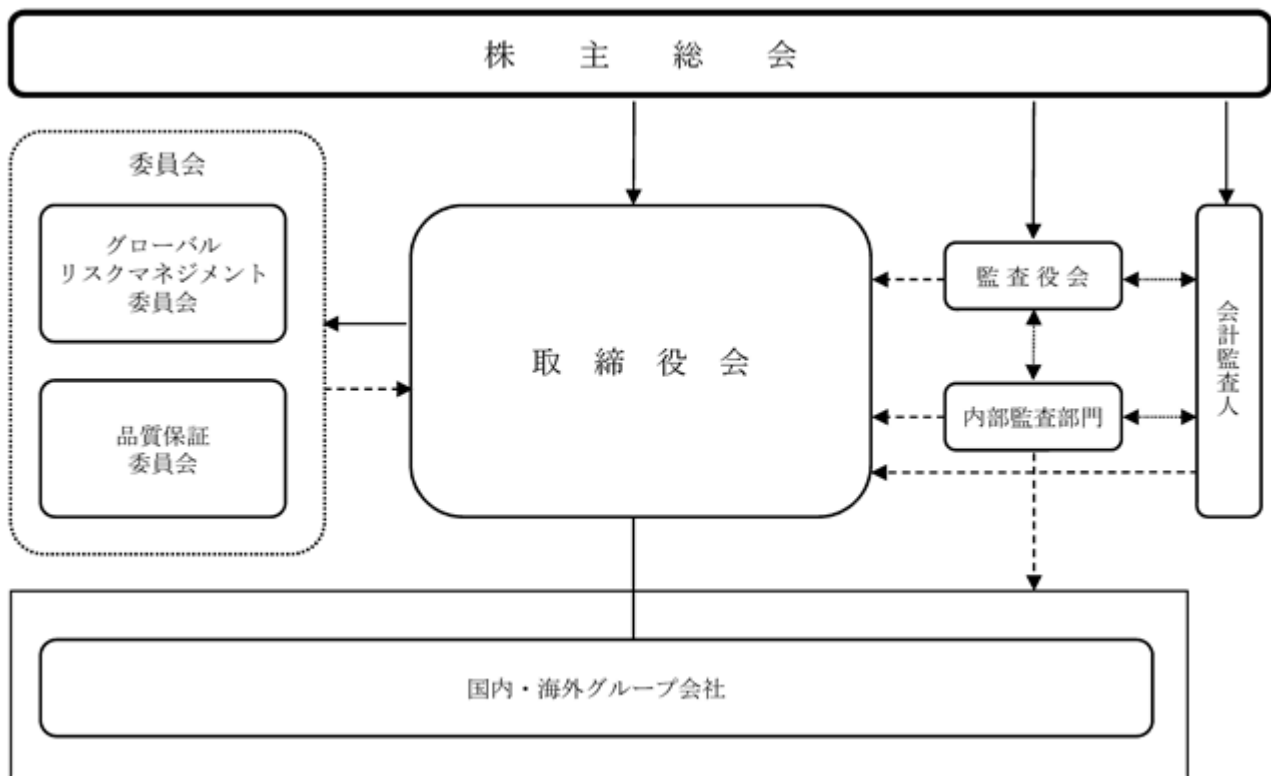 株主総会
委員会
グローバル
リスクマネジメント
委員会
品質保証
委員会
取締役会
監査役会
内部監査部門
会計監査人
国内・海外グループ会社